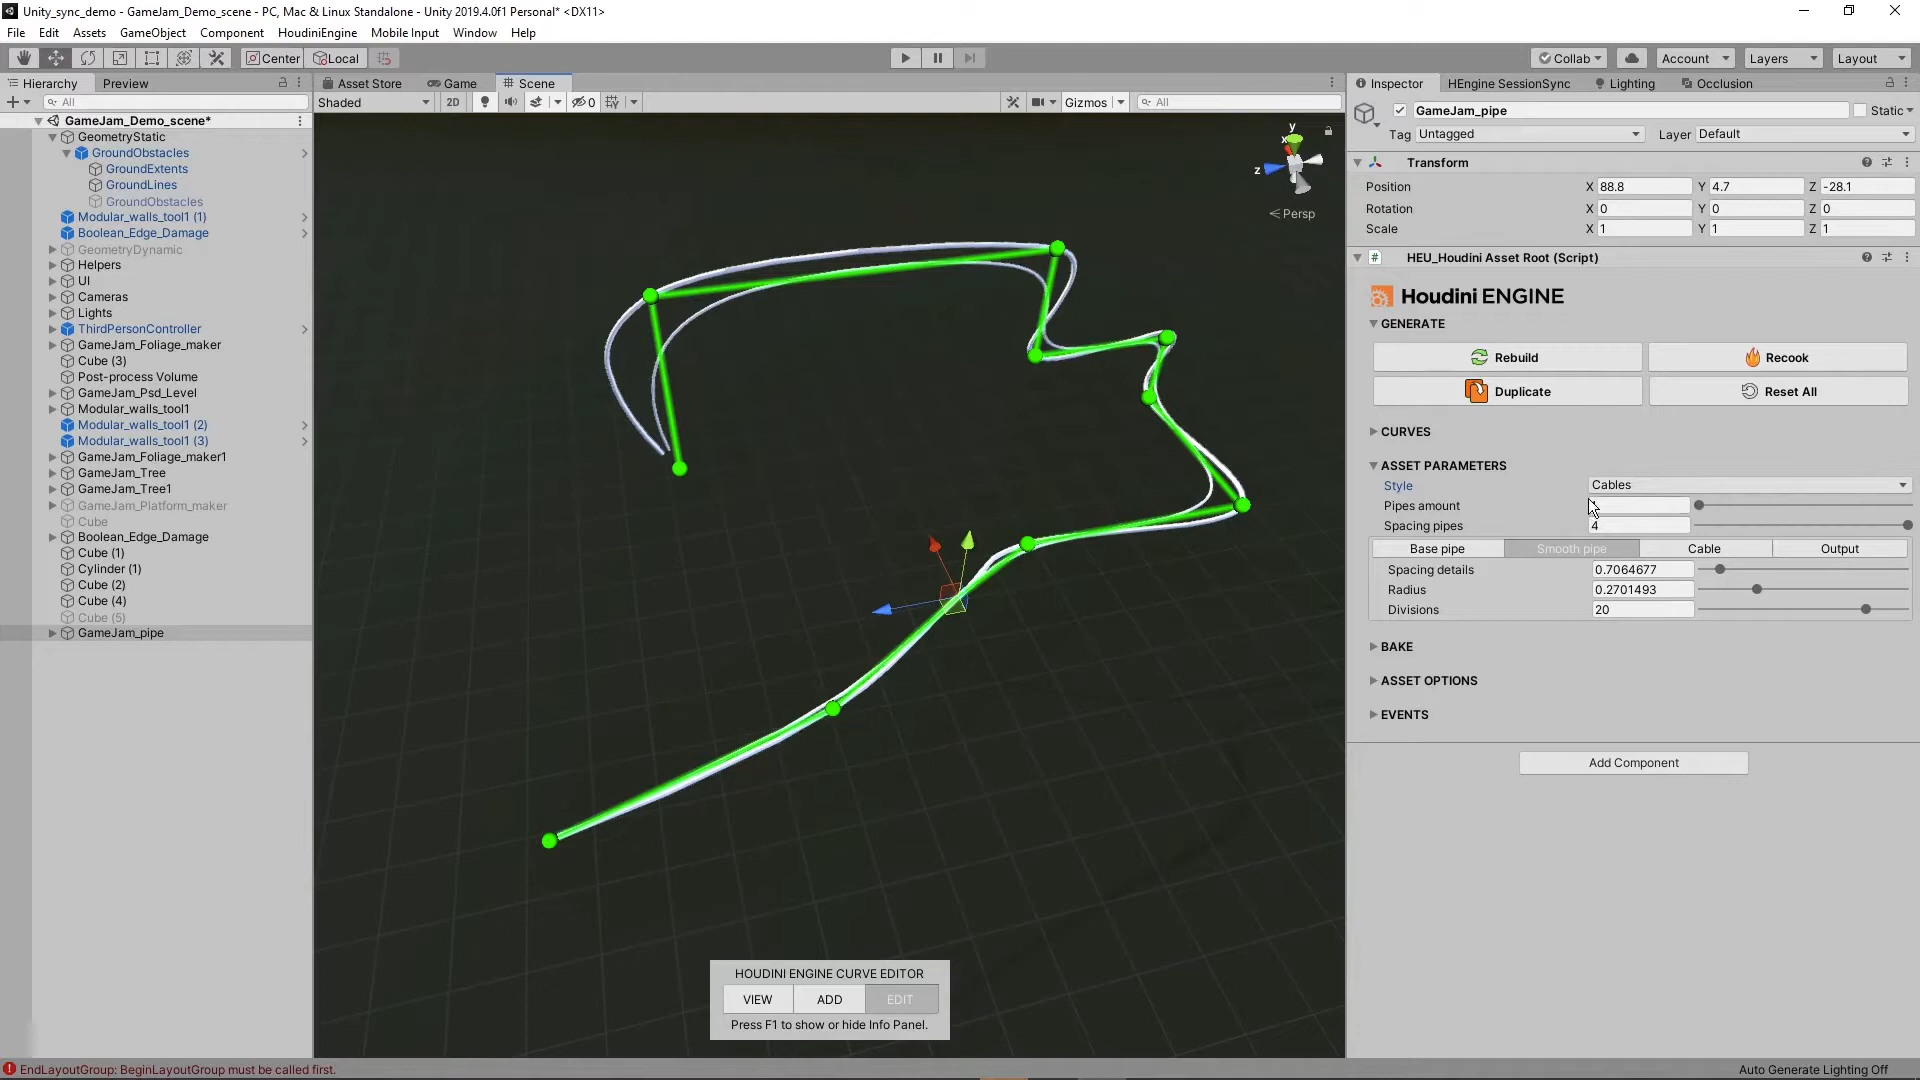 Unity_sync_demo - GameJam_Demo_scene - PC, Mac & Linux Standalone - Unity 2019.4.0f1 Personal* <DX11>
File Edit Assets GameObject Component HoudiniEngine Mobile Input Window Help
Center Local Collab Account Layers Layout
Hierarchy Preview
All
GameJam_Demo_scene*
GeometryStatic
GroundObstacles
GroundExtents
GroundLines
GroundObstacles
Modular_walls_tool1 (1)
Boolean_Edge_Damage
GeometryDynamic
Helpers
UI
Cameras
Lights
ThirdPersonController
GameJam_Foliage_maker
Cube (3)
Post-process Volume
GameJam_Psd_Level
Modular_walls_tool1
Modular_walls_tool1 (2)
Modular_walls_tool1 (3)
GameJam_Foliage_maker1
GameJam_Tree
GameJam_Tree1
GameJam_Platform_maker
Cube
Boolean_Edge_Damage
Cube (1)
Cylinder (1)
Cube (2)
Cube (4)
Cube (5)
GameJam_pipe
Asset Store Game Scene
Shaded 2D 0 Gizmos All
y
x
z
< Persp
HOUDINI ENGINE CURVE EDITOR
VIEW ADD EDIT
Press F1 to show or hide Info Panel.
Inspector HEngine SessionSync Lighting Occlusion
GameJam_pipe Static
Tag Untagged Layer Default
Transform
Position X 88.8 Y 4.7 Z -28.1
Rotation X 0 Y 0 Z 0
Scale X 1 Y 1 Z 1
# HEU_Houdini Asset Root (Script)
Houdini ENGINE
GENERATE
Rebuild Recook
Duplicate Reset All
CURVES
ASSET PARAMETERS
Style Cables
Pipes amount
Spacing pipes 4
Base pipe Smooth pipe Cable Output
Spacing details 0.7064677
Radius 0.2701493
Divisions 20
BAKE
ASSET OPTIONS
EVENTS
Add Component
EndLayoutGroup: BeginLayoutGroup must be called first.
Auto Generate Lighting Off